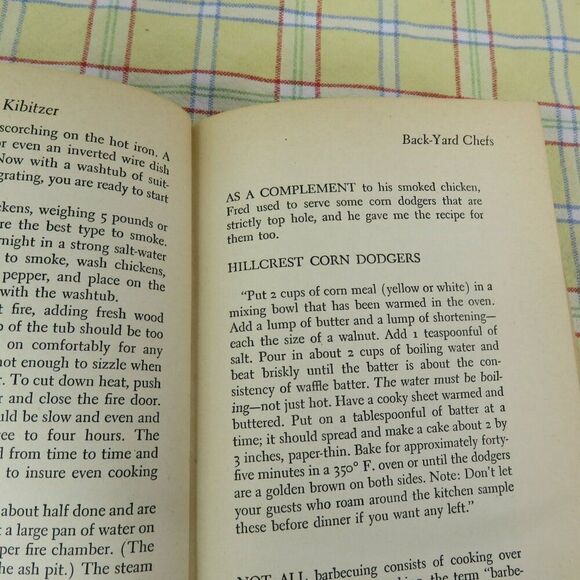 Kibitzer
scorching on the hot iron. A
or even an inverted wire dish
Now with a washtub of suit-
grating, you are ready to start
kens, weighing 5 pounds or
re the best type to smoke.
night in a strong salt-water
to smoke, wash chickens,
pepper, and place on the
with the washtub.
t fire, adding fresh wood
p of the tub should be too
on comfortably for any
not enough to sizzle when
r. To cut down heat, push
r and close the fire door.
uld be slow and even and
ree to four hours. The
d from time to time and
to insure even cooking
about half done and are
t a large pan of water on
per fire chamber. (The
the ash pit.) The steam
Back-Yard Chefs
AS A COMPLEMENT to his smoked chicken,
Fred used to serve some corn dodgers that are
strictly top hole, and he gave me the recipe for
them too.
HILLCREST CORN DODGERS
"Put 2 cups of corn meal (yellow or white) in a
mixing bowl that has been warmed in the oven.
Add a lump of butter and a lump of shortening—
each the size of a walnut. Add 1 teaspoonful of
salt. Pour in about 2 cups of boiling water and
beat briskly until the batter is about the con-
sistency of waffle batter. The water must be boil-
ing—not just hot. Have a cooky sheet warmed and
buttered. Put on a tablespoonful of batter at a
time; it should spread and make a cake about 2 by
3 inches, paper-thin. Bake for approximately forty-
five minutes in a 350° F. oven or until the dodgers
are a golden brown on both sides. Note: Don't let
your guests who roam around the kitchen sample
these before dinner if you want any left."
NOT ALL barbecuing consists of cooking over
the term "barbe-